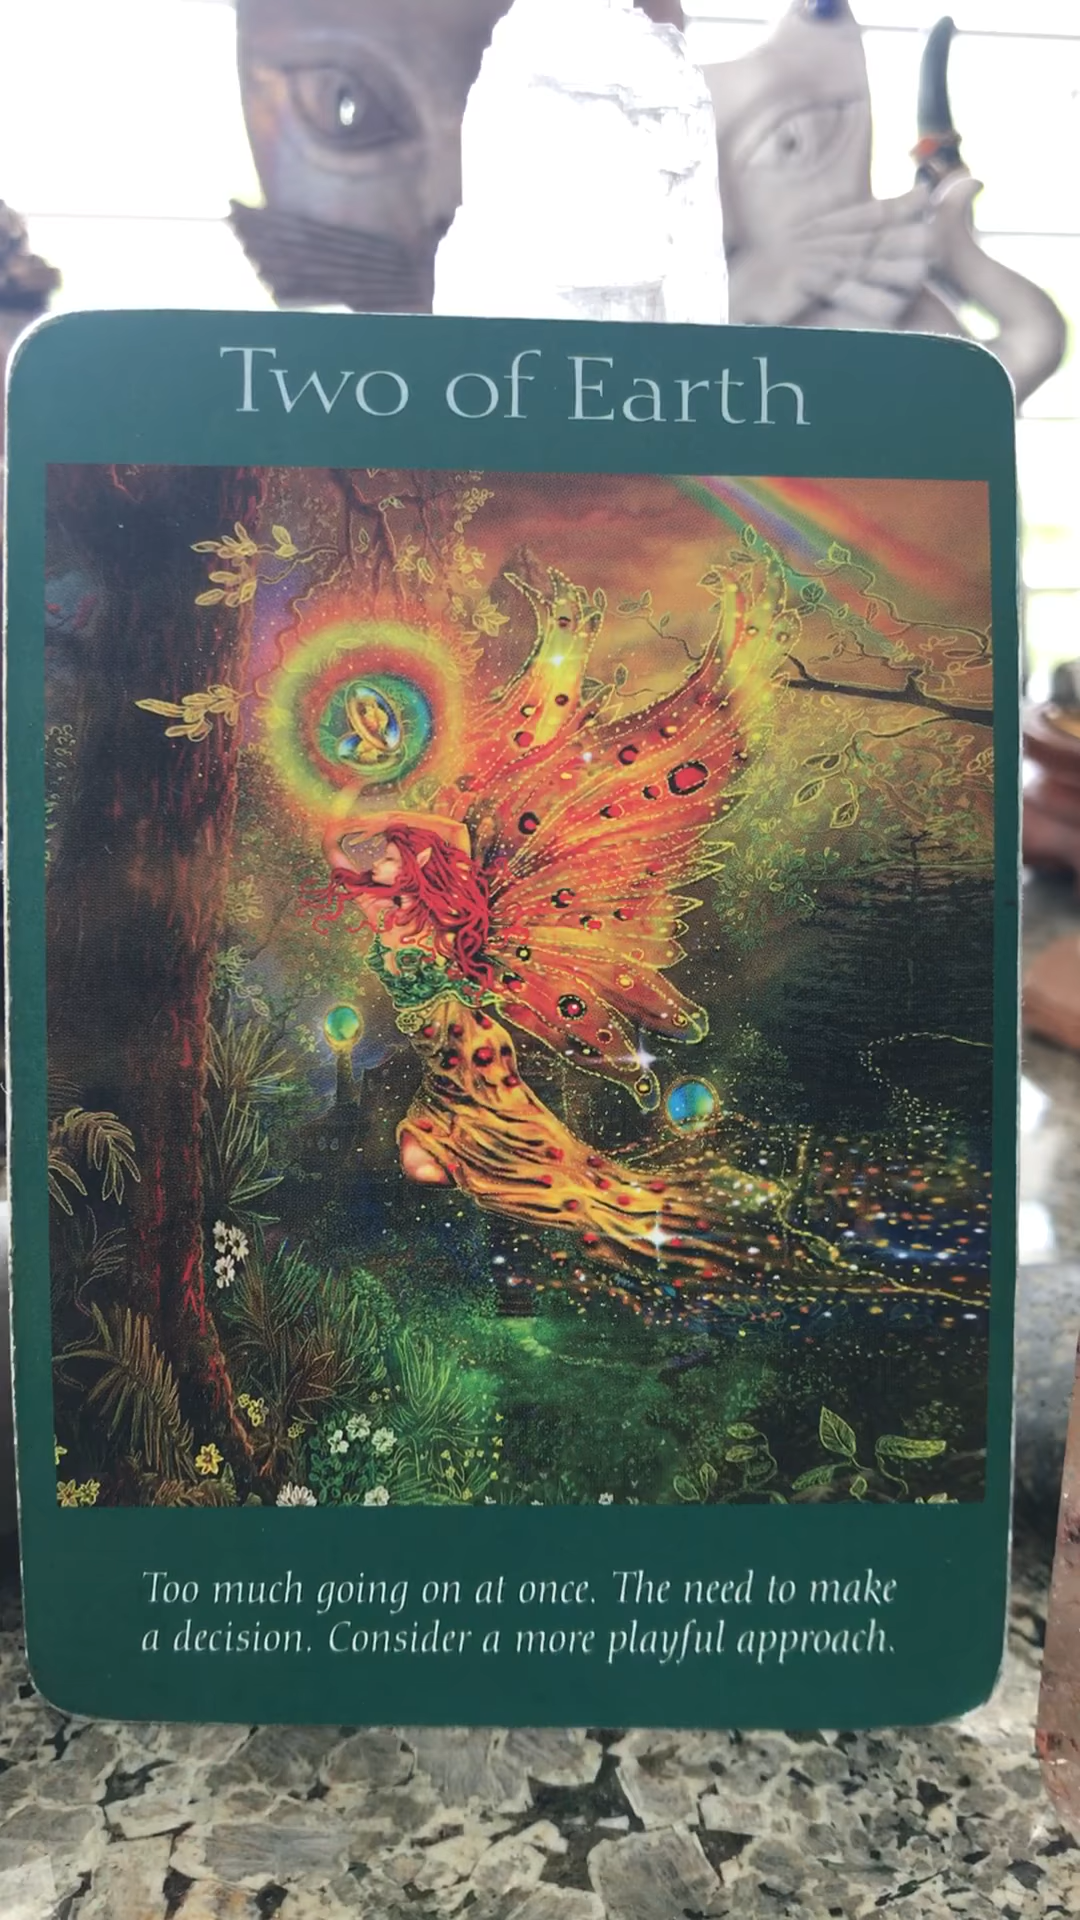 Two of Earth
Too much going on at once. The need to make
a decision. Consider a more playful approach.